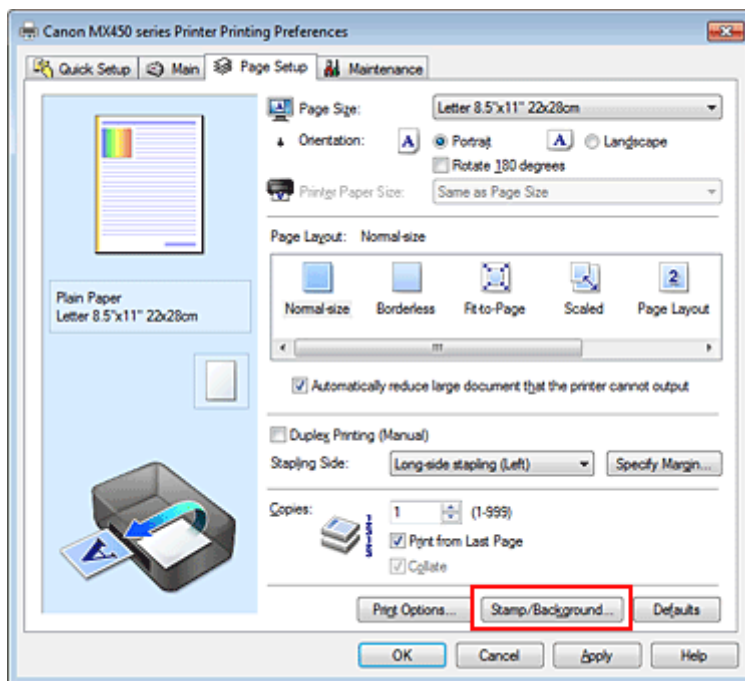 Canon MX450 series Printer Printing Preferences
Quick Setup Main Page Setup Maintenance
Page Size: Letter 8.5"x11" 22x28cm
Orientation: A Portrait A Landscape
Rotate 180 degrees
Printer Paper Size: Same as Page Size
Page Layout: Normal-size
2
Normal-size Borderless Fit-to-Page Scaled Page Layout
Plain Paper
Letter 8.5"x11" 22x28cm
Automatically reduce large document that the printer cannot output
Duplex Printing (Manual)
Stapling Side: Long-side stapling (Left) Specify Margin...
Copies: 1 (1-999)
Print from Last Page
Collate
A
Print Options... Stamp/Background... Defaults
OK Cancel Apply Help